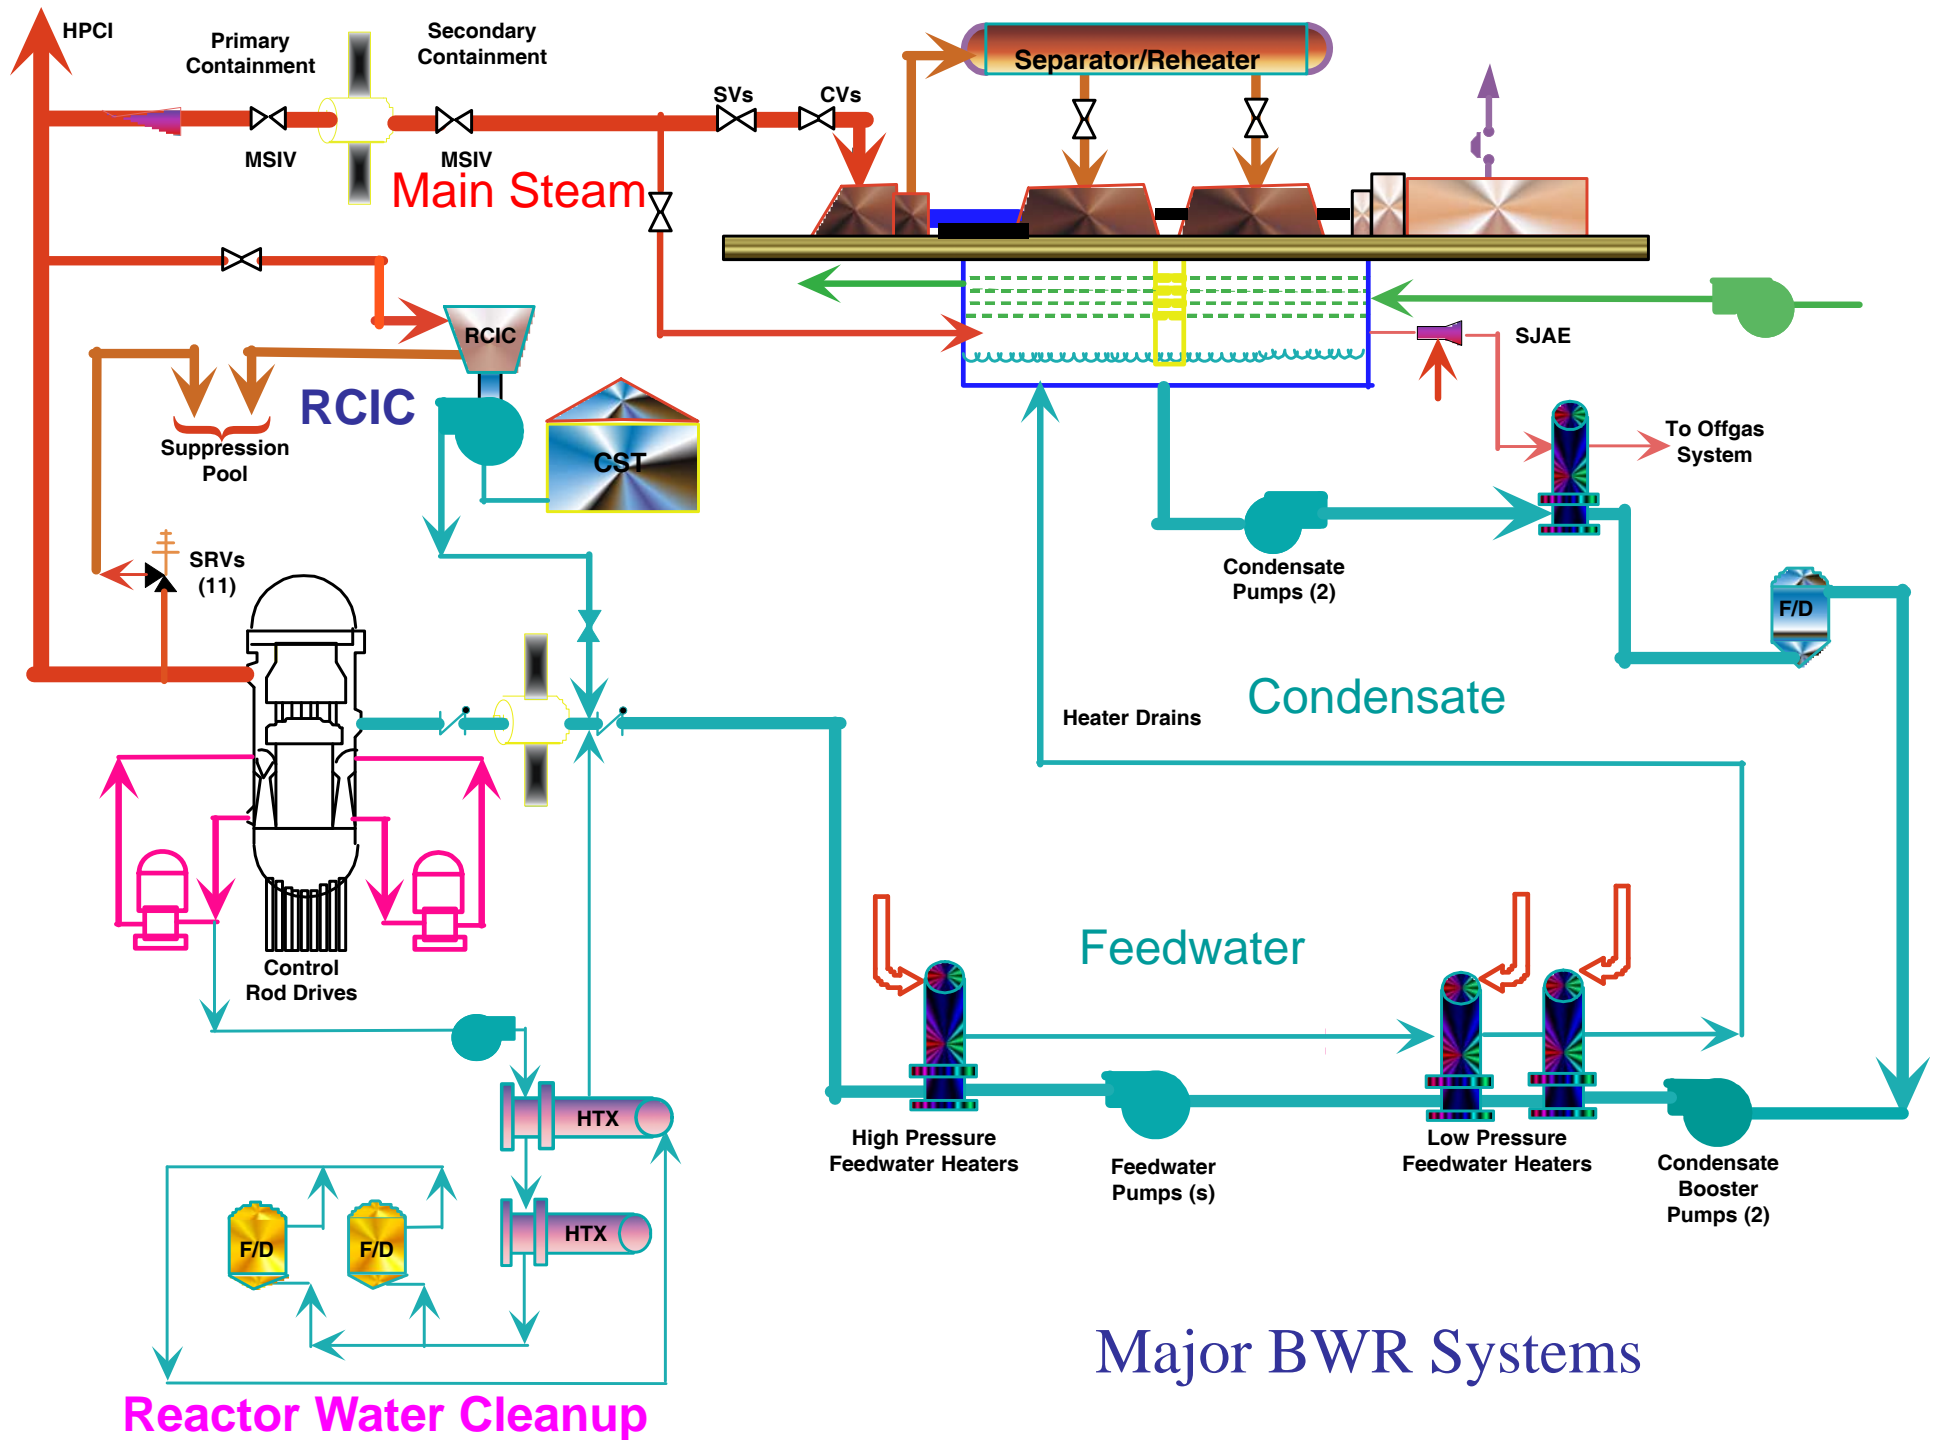 HPCI
Primary
Containment
Secondary
Containment
Separator/Reheater
SVs
CVs
MSIV
MSIV
Main Steam
RCIC
SJAE
RCIC
Suppression
Pool
CST
To Offgas
System
SRVs
(11)
Condensate
Pumps (2)
F/D
Condensate
Heater Drains
Feedwater
Control
Rod Drives
HTX
High Pressure
Feedwater Heaters
Feedwater
Pumps (s)
Low Pressure
Feedwater Heaters
Condensate
Booster
Pumps (2)
F/D
F/D
HTX
Major BWR Systems
Reactor Water Cleanup